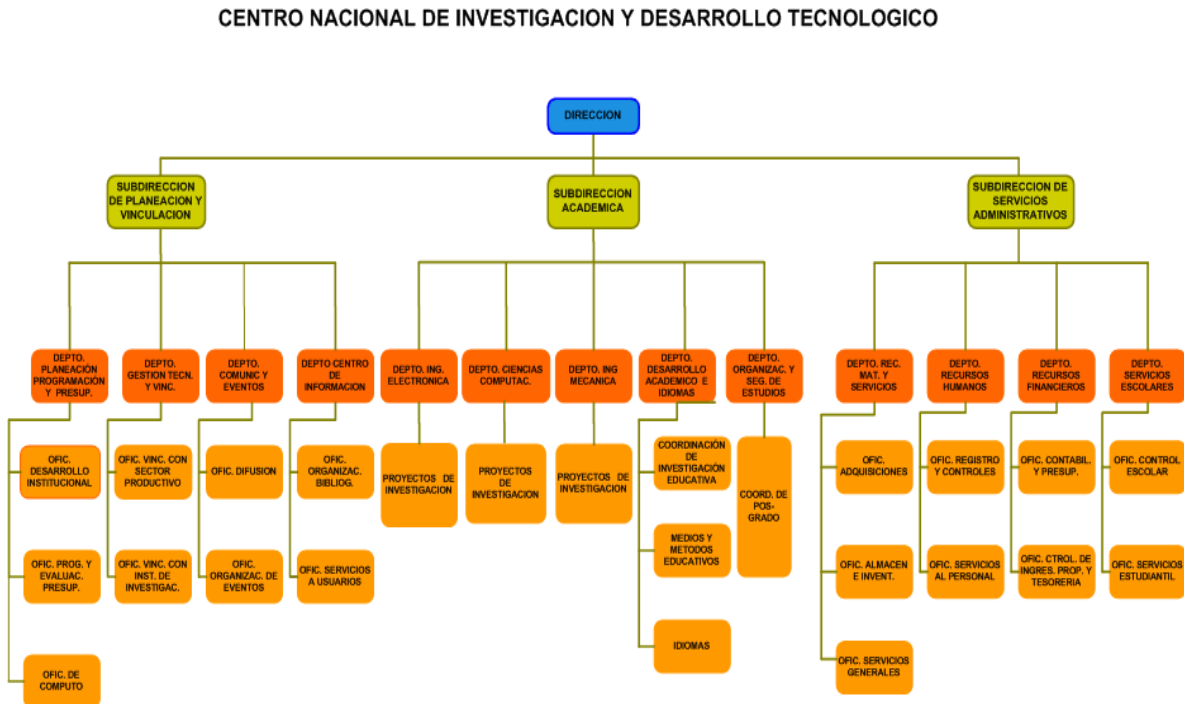 CENTRO NACIONAL DE INVESTIGACION Y DESARROLLO TECNOLOGICO
DIRECCION
SUBDIRECCION
DE PLANEACION Y
VINCULACION
SUBDIRECCION
ACADEMICA
SUBDIRECCION DE
SERVICIOS
ADMINISTRATIVOS
DEPTO.
PLANEACIÓN
PROGRAMACIÓN
Y PRESUP.
DEPTO.
GESTION TECN.
Y VINC.
DEPTO.
COMUNC Y
EVENTOS
DEPTO CENTRO
DE
INFORMACION
DEPTO. ING.
ELECTRONICA
DEPTO. CIENCIAS
COMPUTAC.
DEPTO. ING
MECANICA
DEPTO.
DESARROLLO
ACADEMICO E
IDIOMAS
DEPTO.
ORGANIZAC. Y
SEG. DE
ESTUDIOS
DEPTO. REC.
MAT. Y
SERVICIOS
DEPTO.
RECURSOS
HUMANOS
DEPTO.
RECURSOS
FINANCIEROS
DEPTO.
SERVICIOS
ESCOLARES
OFIC.
DESARROLLO
INSTITUCIONAL
OFIC. VINC. CON
SECTOR
PRODUCTIVO
OFIC. DIFUSION
OFIC.
ORGANIZAC.
BIBLIOG.
PROYECTOS DE
INVESTIGACION
PROYECTOS
DE
INVESTIGACION
PROYECTOS DE
INVESTIGACION
COORDINACIÓN
DE
INVESTIGACIÓN
EDUCATIVA
COORD. DE
POS-
GRADO
OFIC.
ADQUISICIONES
OFIC. REGISTRO
Y CONTROLES
OFIC. CONTABIL.
Y PRESUP.
OFIC. CONTROL
ESCOLAR
OFIC. PROG. Y
EVALUAC.
PRESUP.
OFIC. VINC. CON
INST. DE
INVESTIGAC.
OFIC.
ORGANIZAC. DE
EVENTOS
OFIC. SERVICIOS
A USUARIOS
MEDIOS Y
METODOS
EDUCATIVOS
OFIC. ALMACEN
E INVENT.
OFIC. SERVICIOS
AL PERSONAL
OFIC. CTROL. DE
INGRES. PROP. Y
TESORERIA
OFIC. SERVICIOS
ESTUDIANTIL
OFIC. DE
COMPUTO
IDIOMAS
OFIC. SERVICIOS
GENERALES